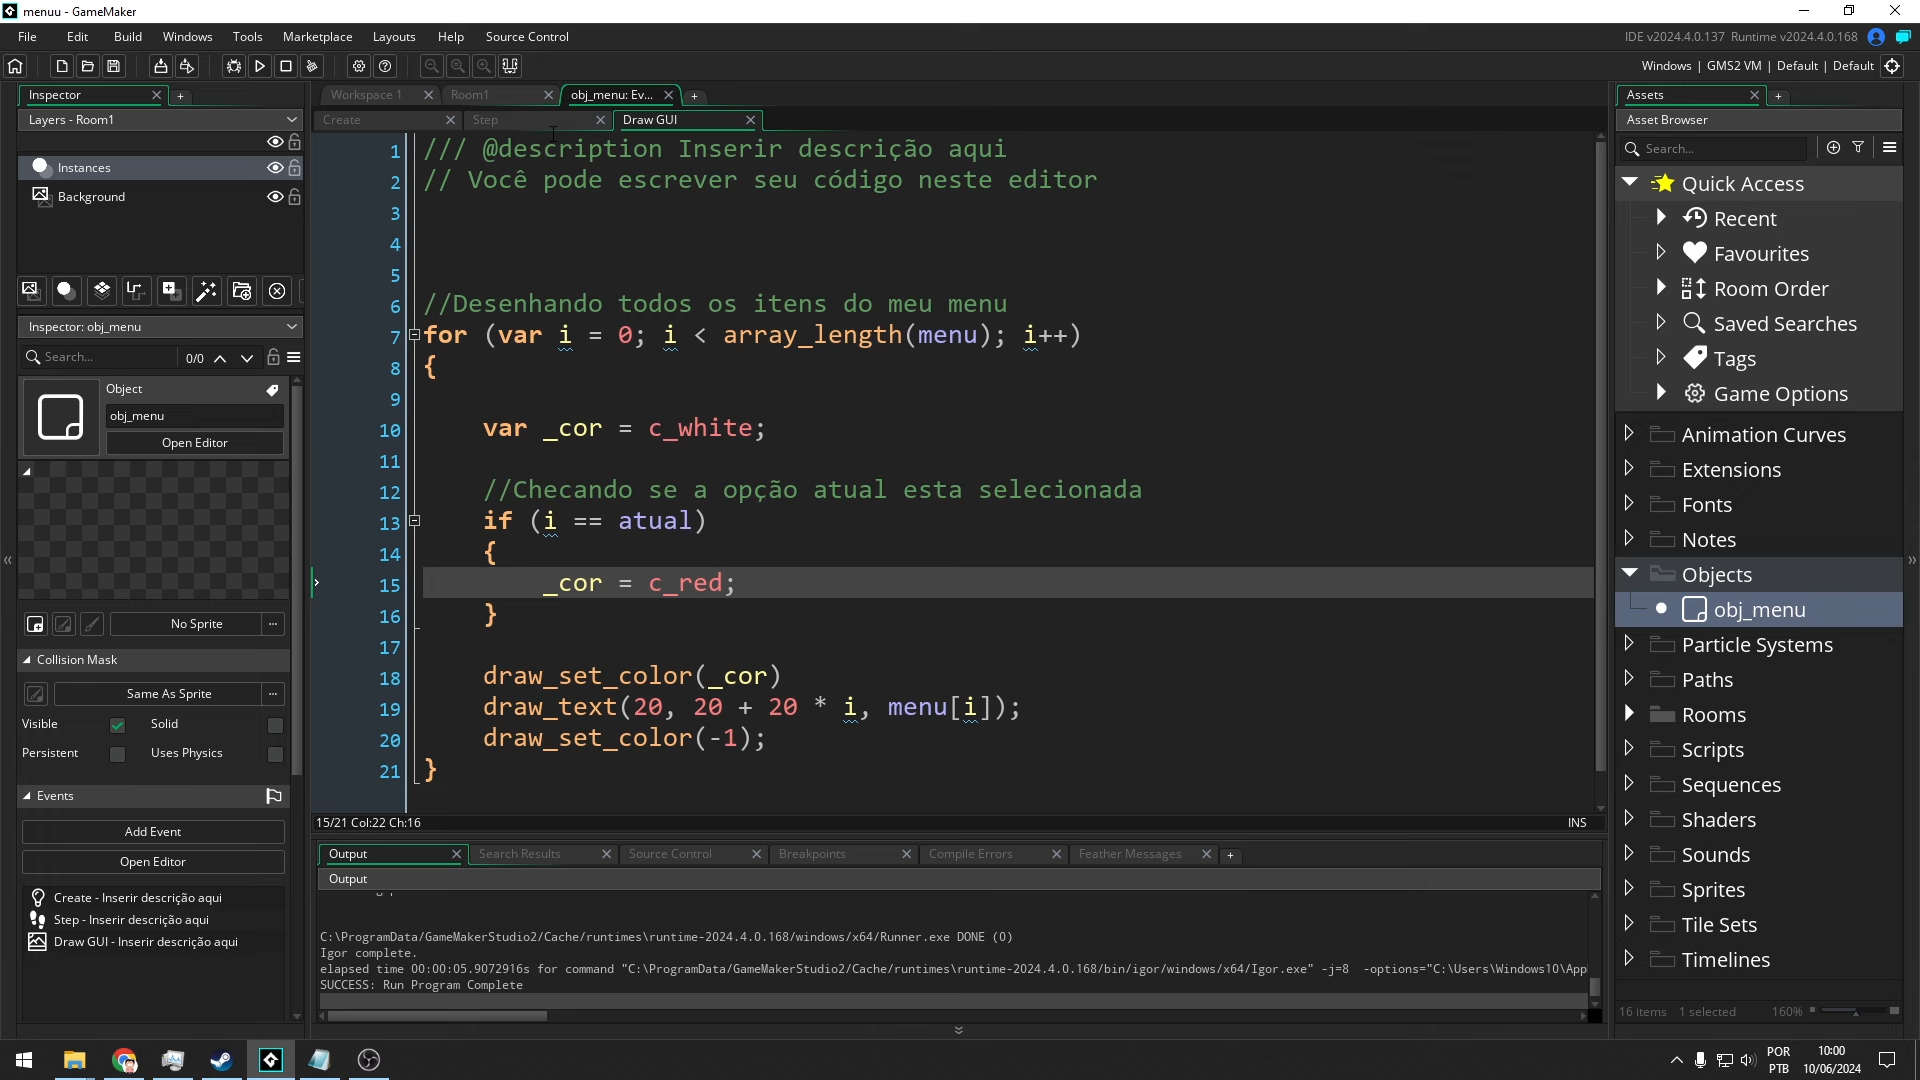 menuu - GameMaker
File Edit Build Windows Tools Marketplace Layouts Help Source Control
IDE v2024.4.0.137 Runtime v2024.4.0.168
Windows | GMS2 VM | Default | Default
Inspector
Layers - Room1
Instances
Background
Inspector: obj_menu
Search... 0/0
Object
obj_menu
Open Editor
No Sprite ...
Collision Mask
Same As Sprite ...
Visible Solid
Persistent Uses Physics
Events
Add Event
Open Editor
Create - Inserir descrição aqui
Step - Inserir descrição aqui
Draw GUI - Inserir descrição aqui
Workspace 1 Room1 obj_menu: Ev...
Create Step Draw GUI
1 /// @description Inserir descrição aqui
2 // Você pode escrever seu código neste editor
3
4
5
6 //Desenhando todos os itens do meu menu
7 for (var i = 0; i < array_length(menu); i++)
8 {
9
10 var _cor = c_white;
11
12 //Checando se a opção atual esta selecionada
13 if (i == atual)
14 {
15 _cor = c_red;
16 }
17
18 draw_set_color(_cor)
19 draw_text(20, 20 + 20 * i, menu[i]);
20 draw_set_color(-1);
21 }
15/21 Col:22 Ch:16 INS
Output Search Results Source Control Breakpoints Compile Errors Feather Messages
Output
C:\ProgramData/GameMakerStudio2/Cache/runtimes\runtime-2024.4.0.168/windows/x64/Runner.exe DONE (0)
Igor complete.
elapsed time 00:00:05.9072916s for command "C:\ProgramData/GameMakerStudio2/Cache/runtimes\runtime-2024.4.0.168/bin/igor/windows/x64/Igor.exe" -j=8 -options="C:\Users\Windows10\App
SUCCESS: Run Program Complete
Assets
Asset Browser
Search...
Quick Access
Recent
Favourites
Room Order
Saved Searches
Tags
Game Options
Animation Curves
Extensions
Fonts
Notes
Objects
obj_menu
Particle Systems
Paths
Rooms
Scripts
Sequences
Shaders
Sounds
Sprites
Tile Sets
Timelines
16 items 1 selected 160%
POR
PTB
10:00
10/06/2024